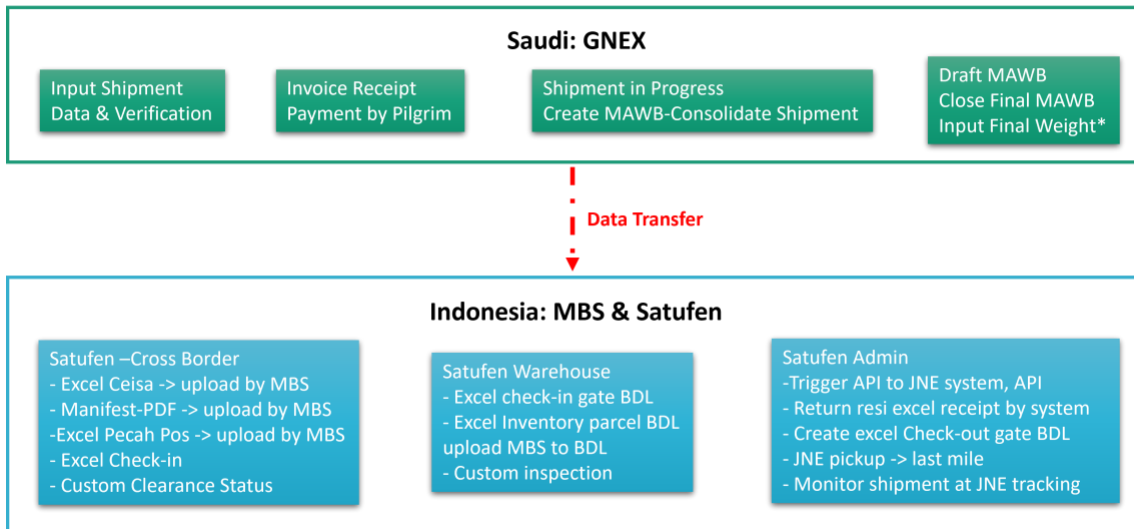 Saudi: GNEX
Input Shipment
Data & Verification
Invoice Receipt
Payment by Pilgrim
Shipment in Progress
Create MAWB-Consolidate Shipment
Draft MAWB
Close Final MAWB
Input Final Weight*
Data Transfer
Indonesia: MBS & Satufen
Satufen –Cross Border
- Excel Ceisa -> upload by MBS
- Manifest-PDF -> upload by MBS
-Excel Pecah Pos -> upload by MBS
- Excel Check-in
- Custom Clearance Status
Satufen Warehouse
- Excel check-in gate BDL
- Excel Inventory parcel BDL
upload MBS to BDL
- Custom inspection
Satufen Admin
-Trigger API to JNE system, API
- Return resi excel receipt by system
- Create excel Check-out gate BDL
- JNE pickup -> last mile
- Monitor shipment at JNE tracking